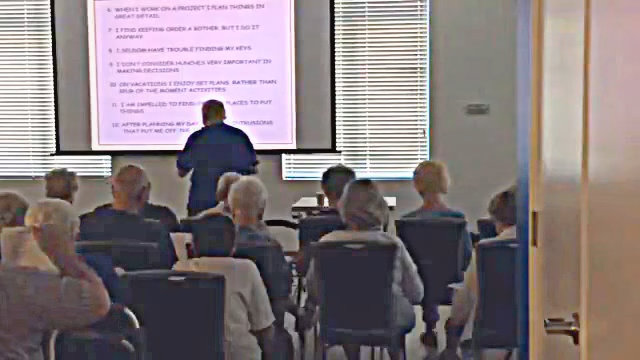 6. WHEN I WORK ON A PROJECT I PLAN THINGS IN
GREAT DETAIL.
7. I FIND KEEPING ORDER A BOTHER, BUT I DO IT
ANYWAY.
8. I SELDOM HAVE TROUBLE FINDING MY KEYS.
9. I DON'T CONSIDER HUNCHES VERY IMPORTANT IN
MAKING DECISIONS.
10. ON VACATIONS I ENJOY SET PLANS, RATHER THAN
SPUR OF THE MOMENT ACTIVITIES.
11. I AM IMPELLED TO FIND PLACES TO PUT
THINGS.
12. AFTER PLANNING MY DAY
THAT PUT ME OFF